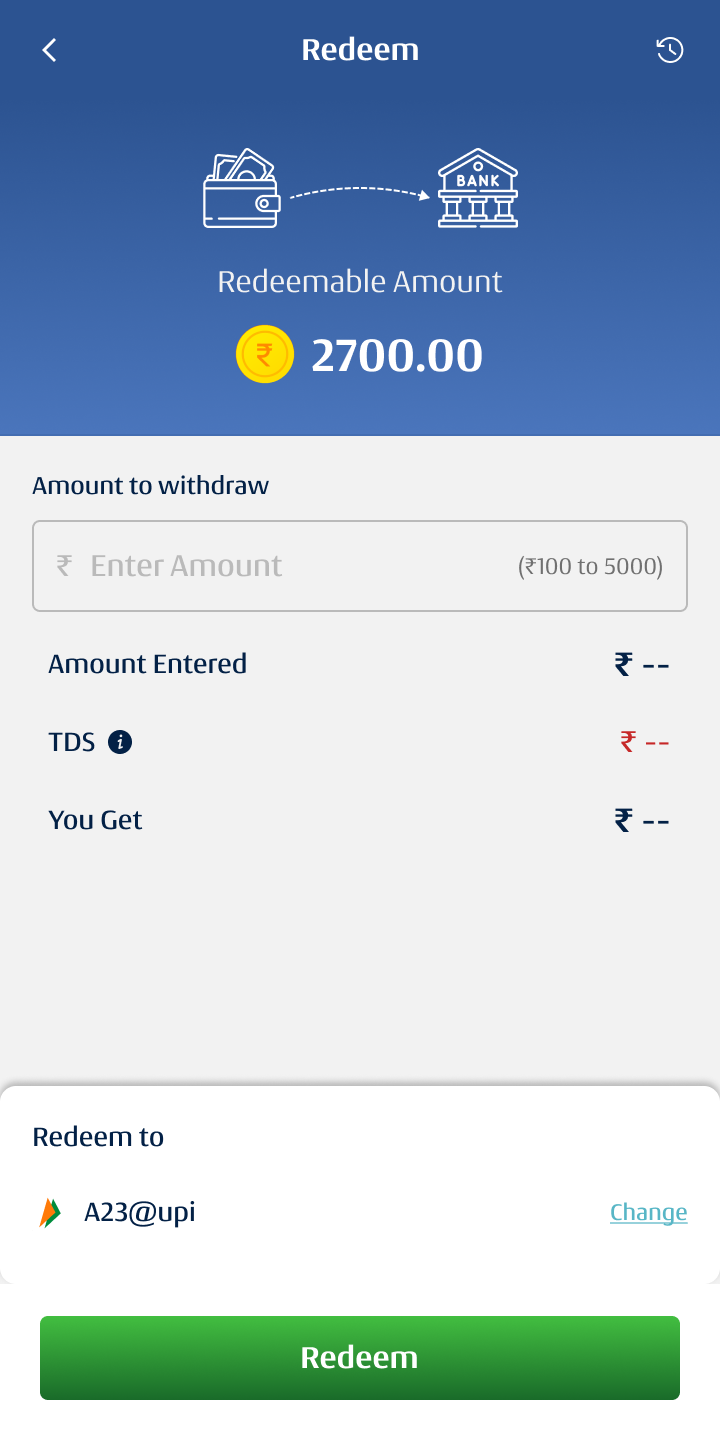 Redeem
BANK
Redeemable Amount
₹ 2700.00
Amount to withdraw
₹ Enter Amount (₹100 to 5000)
Amount Entered ₹ --
TDS i ₹ --
You Get ₹ --
Redeem to
A23@upi Change
Redeem